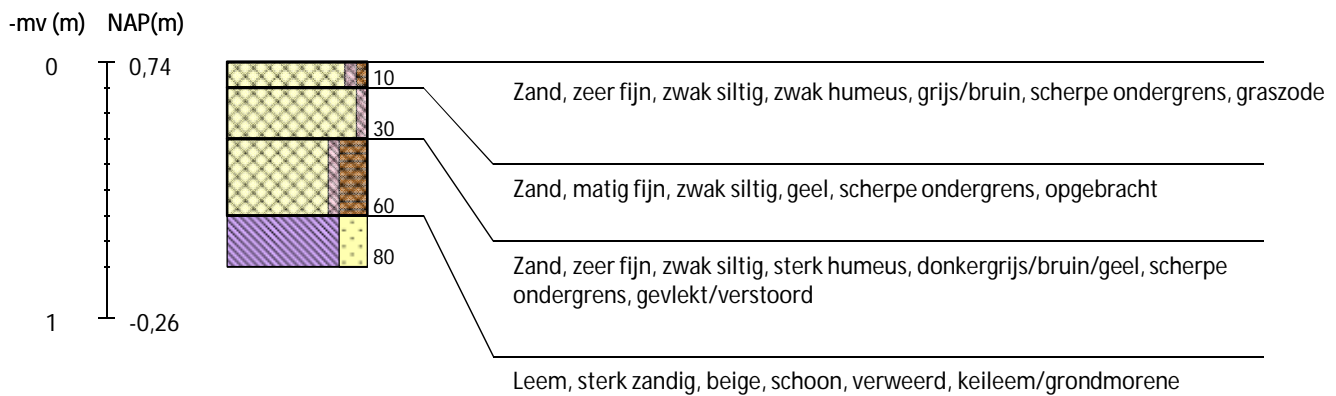 -mv (m) NAP(m)
0 0,74
10
Zand, zeer fijn, zwak siltig, zwak humeus, grijs/bruin, scherpe ondergrens, graszode
30
Zand, matig fijn, zwak siltig, geel, scherpe ondergrens, opgebracht
60
80
Zand, zeer fijn, zwak siltig, sterk humeus, donkergrijs/bruin/geel, scherpe
ondergrens, gevlekt/verstoord
1 -0,26
Leem, sterk zandig, beige, schoon, verweerd, keileem/grondmorene